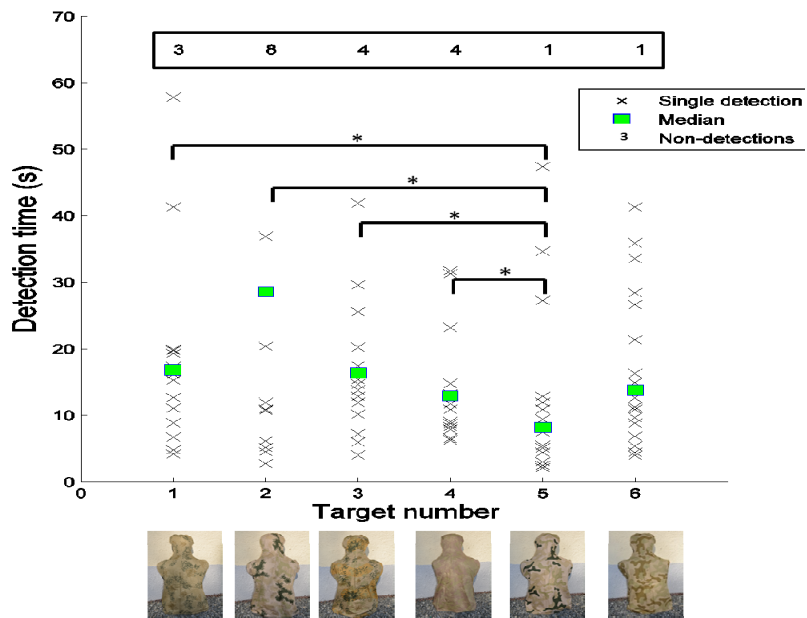 70
60
50
40
30
20
10
0
Detection time (s)
3 8 4 4 1 1
× Single detection
Median
3 Non-detections
*
*
*
*
0 1 2 3 4 5 6
Target number